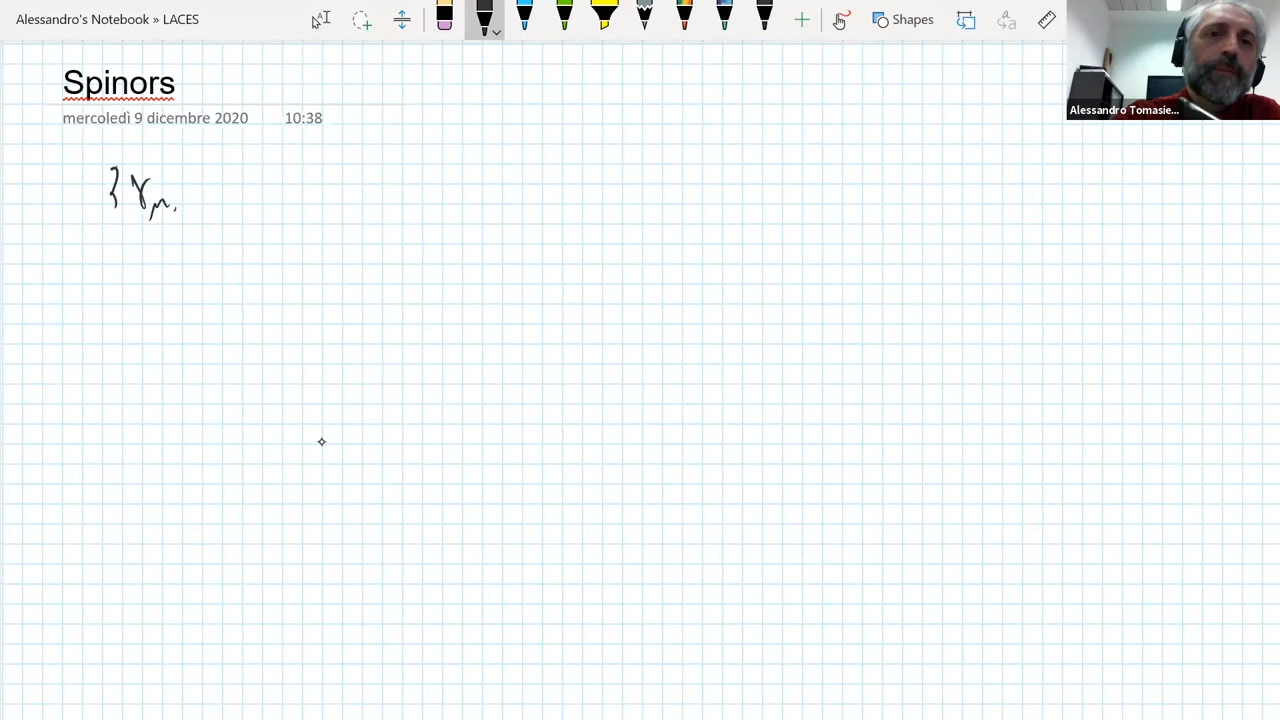 Alessandro's Notebook » LACES
Shapes
Alessandro Tomasie...
Spinors
mercoledì 9 dicembre 2020 10:38
{ γμ.